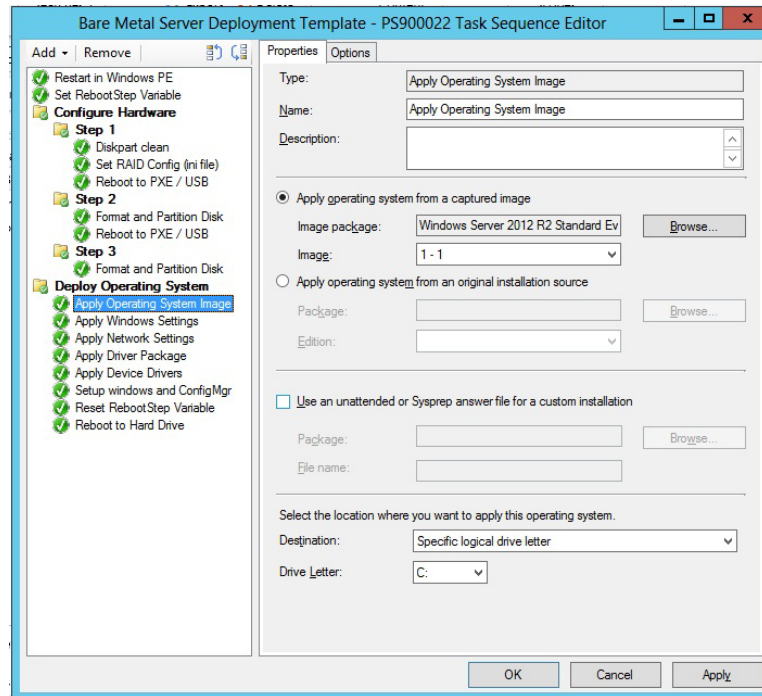 Bare Metal Server Deployment Template - PS900022 Task Sequence Editor
Add
Remove
Restart in Windows PE
Set RebootStep Variable
Configure Hardware
Step 1
Diskpart clean
Set RAID Config (ini file)
Reboot to PXE / USB
Step 2
Format and Partition Disk
Reboot to PXE / USB
Step 3
Format and Partition Disk
Deploy Operating System
Apply Operating System Image
Apply Windows Settings
Apply Network Settings
Apply Driver Package
Apply Device Drivers
Setup windows and ConfigMgr
Reset RebootStep Variable
Reboot to Hard Drive
Properties
Options
Type: Apply Operating System Image
Name: Apply Operating System Image
Description:
Apply operating system from a captured image
Image package: Windows Server 2012 R2 Standard Ev Browse...
Image: 1 - 1
Apply operating system from an original installation source
Package: Browse...
Edition:
Use an unattended or Sysprep answer file for a custom installation
Package: Browse...
File name:
Select the location where you want to apply this operating system.
Destination: Specific logical drive letter
Drive Letter: C:
OK
Cancel
Apply